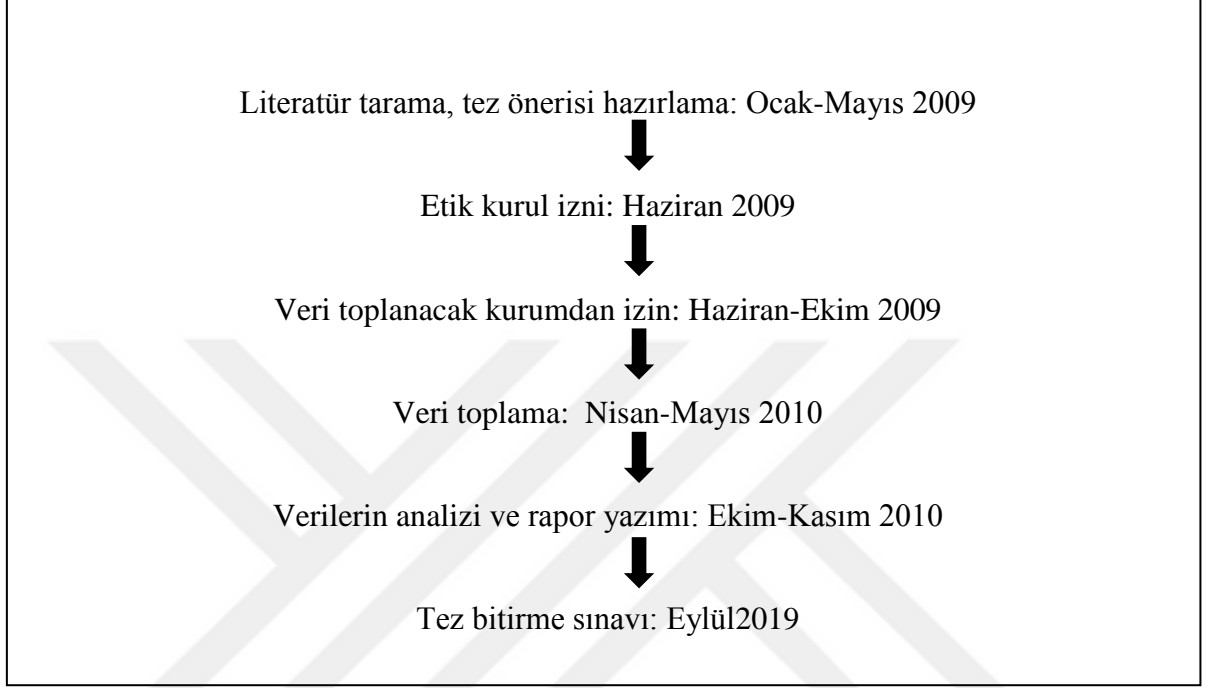 Literatür tarama, tez önerisi hazırlama: Ocak-Mayıs 2009
Etik kurul izni: Haziran 2009
Veri toplanacak kurumdan izin: Haziran-Ekim 2009
Veri toplama:  Nisan-Mayıs 2010
Verilerin analizi ve rapor yazımı: Ekim-Kasım 2010
Tez bitirme sınavı: Eylül2019